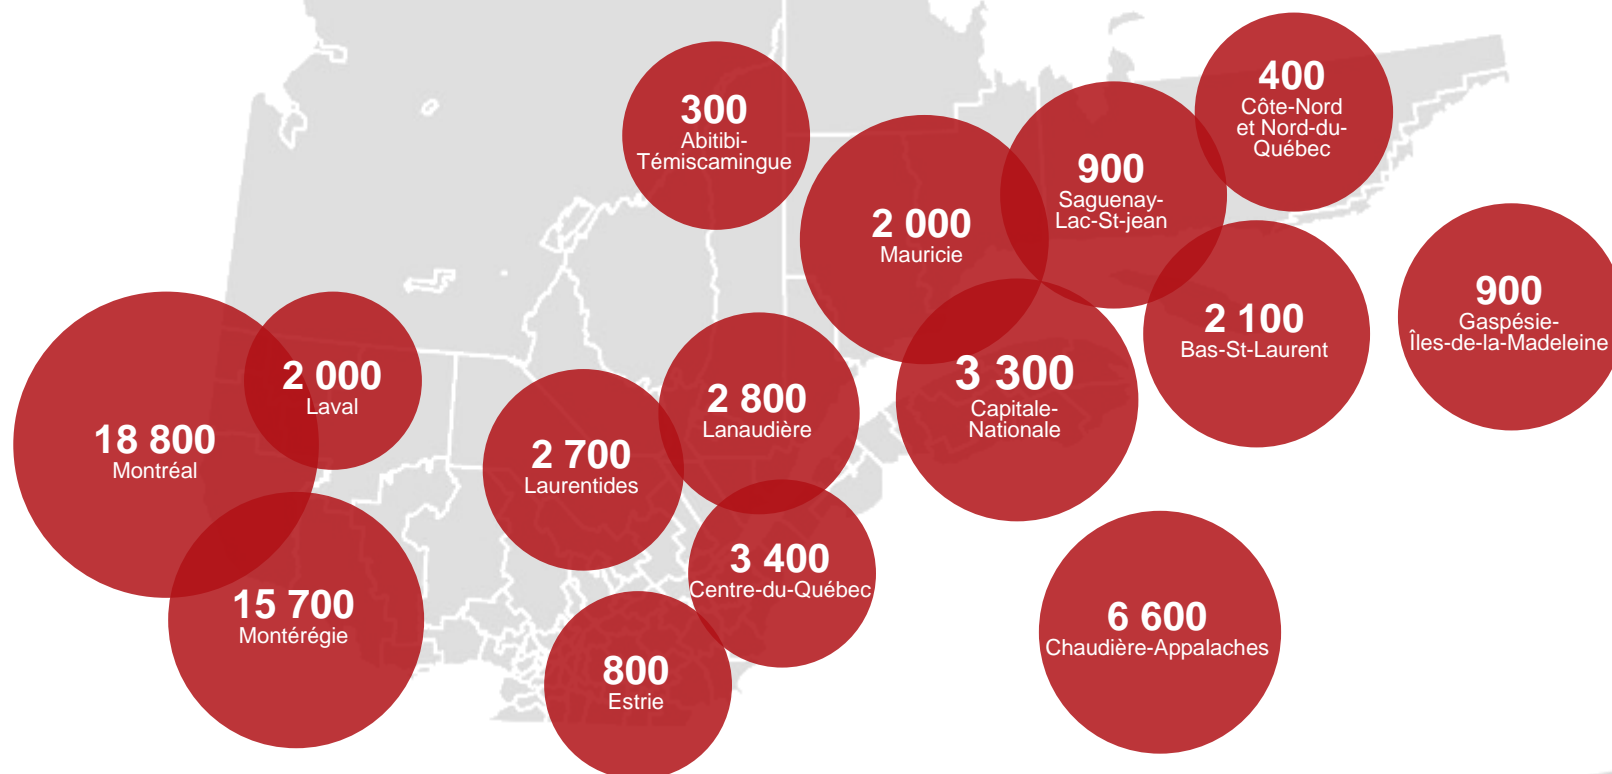 300
Abitibi-
Témiscamingue
400
Côte-Nord
et Nord-du-
Québec
900
Saguenay-
Lac-St-jean
2 000
Mauricie
2 100
Bas-St-Laurent
900
Gaspésie-
Îles-de-la-Madeleine
18 800
Montréal
2 000
Laval
2 700
Laurentides
2 800
Lanaudière
3 300
Capitale-
Nationale
15 700
Montérégie
3 400
Centre-du-Québec
800
Estrie
6 600
Chaudière-Appalaches